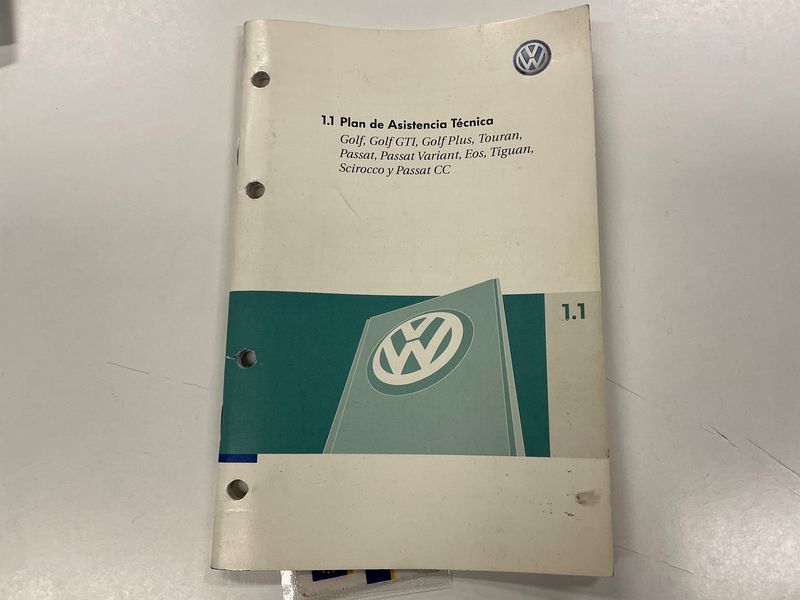 1.1 Plan de Asistencia Técnica
Golf, Golf GTI, Golf Plus, Touran,
Passat, Passat Variant, Eos, Tiguan,
Scirocco y Passat CC
1.1